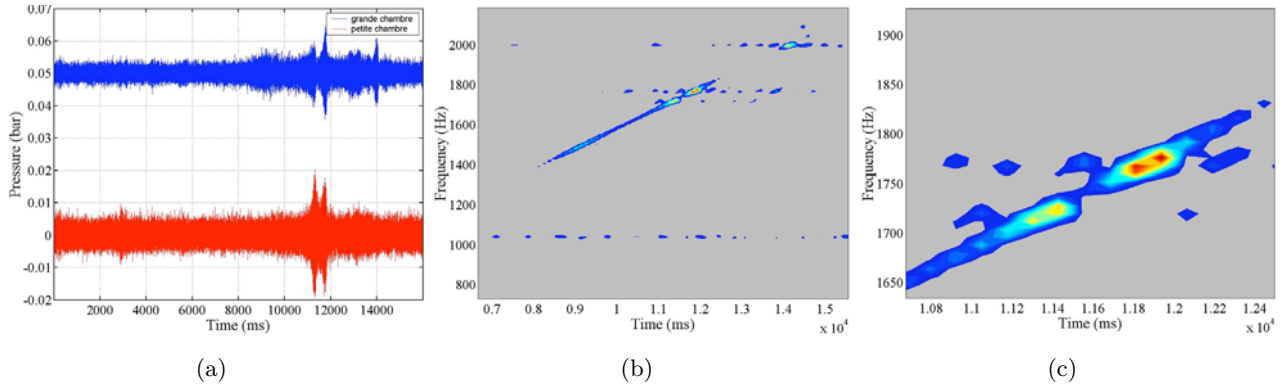 0.07
0.06
0.05
0.04
0.03
0.02
0.01
0
-0.01
-0.02
Pressure (bar)
grande chambre
petite chambre
2000 4000 6000 8000 10000 12000 14000
Time (ms)
(a)
2000
1800
1600
1400
1200
1000
800
Frequency (Hz)
0.7 0.8 0.9 1 1.1 1.2 1.3 1.4 1.5
Time (ms)
x 10⁴
(b)
1900
1850
1800
1750
1700
1650
Frequency (Hz)
1.08 1.1 1.12 1.14 1.16 1.18 1.2 1.22 1.24
Time (ms)
x 10⁴
(c)